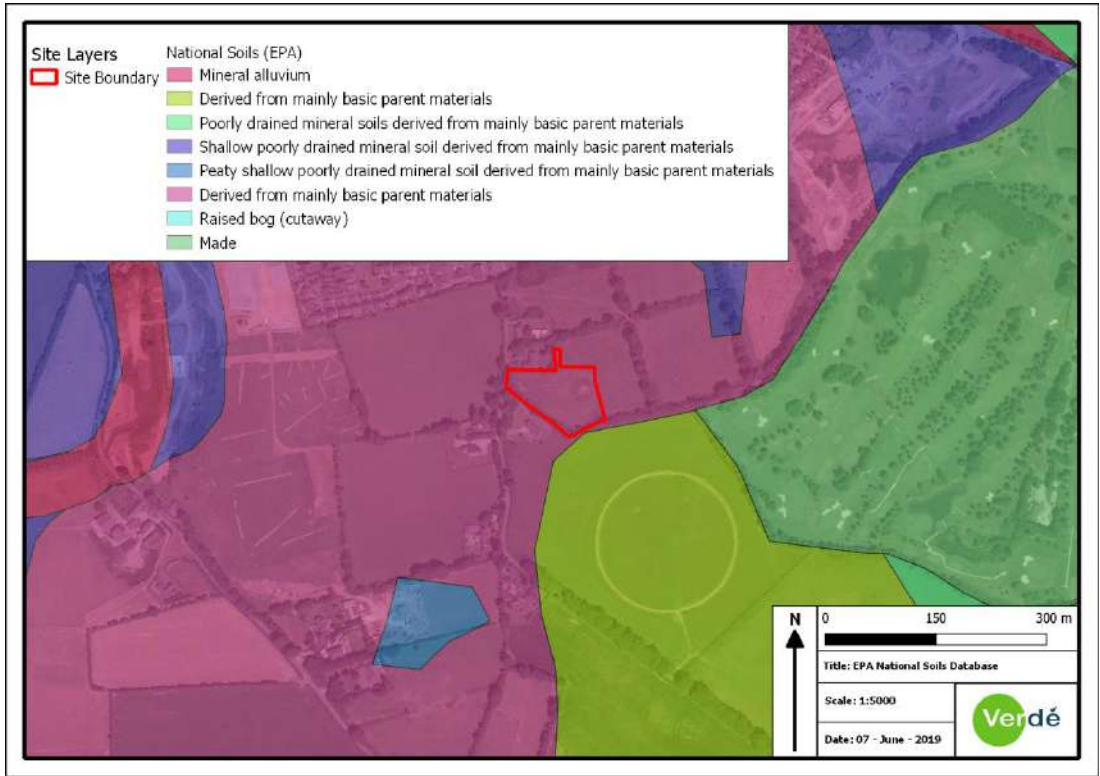 Site Layers
Site Boundary
National Soils (EPA)
Mineral alluvium
Derived from mainly basic parent materials
Poorly drained mineral soils derived from mainly basic parent materials
Shallow poorly drained mineral soil derived from mainly basic parent materials
Peaty shallow poorly drained mineral soil derived from mainly basic parent materials
Derived from mainly basic parent materials
Raised bog (cutaway)
Made
N
0 150 300 m
Title: EPA National Soils Database
Scale: 1:5000
Date: 07 - June - 2019
Verdé